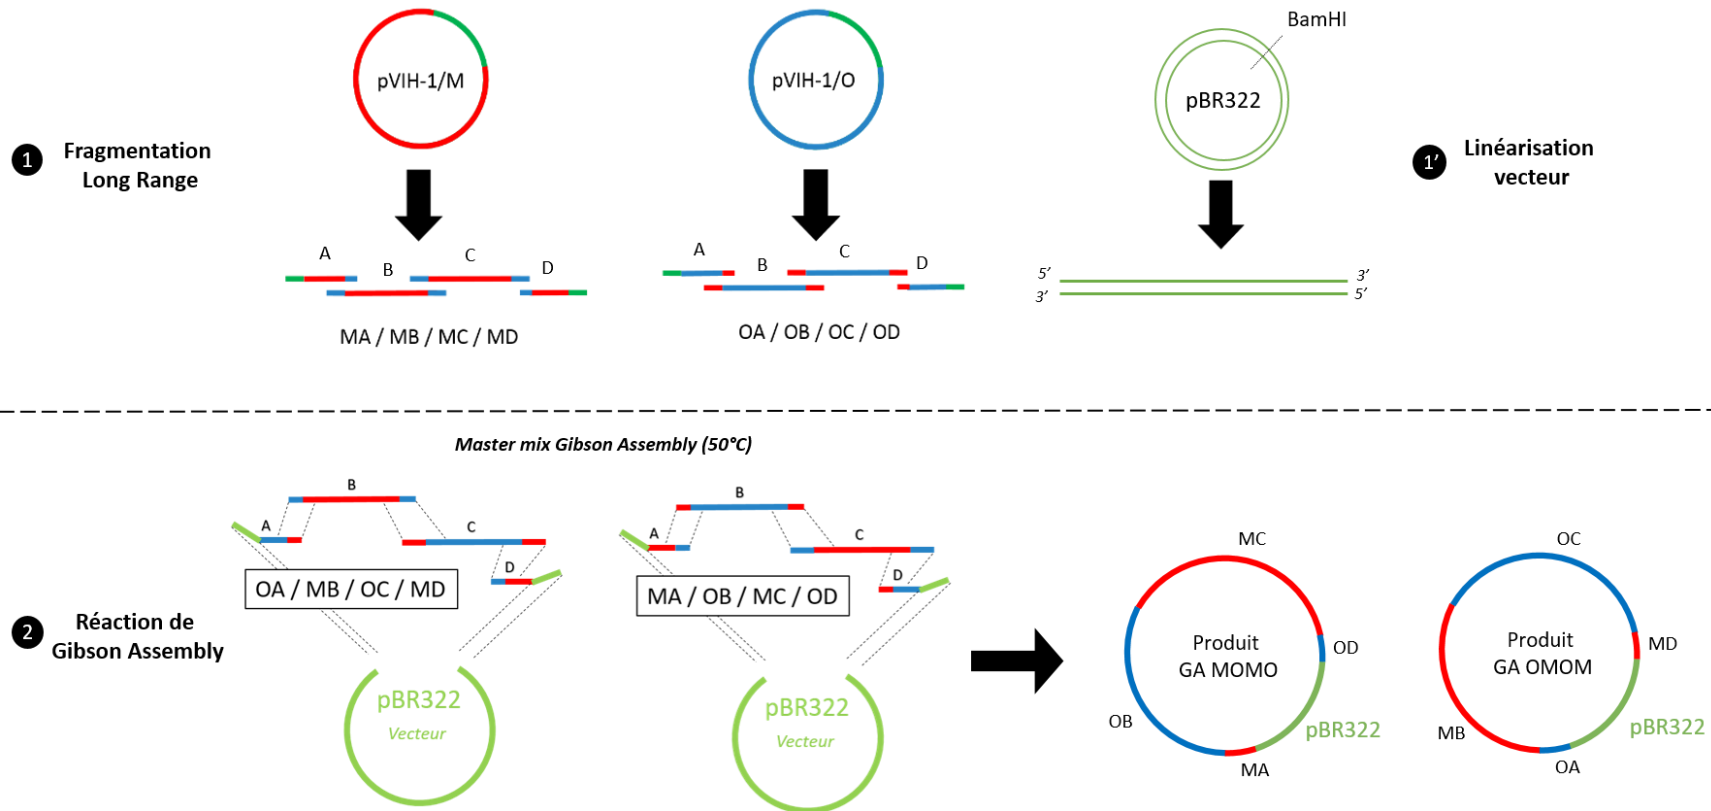 pVIH-1/M
pVIH-1/O
BamHI
pBR322
1
Fragmentation
Long Range
1’
Linéarisation
vecteur
A
B
C
D
MA / MB / MC / MD
A
B
C
D
OA / OB / OC / OD
5’
3’
3’
5’
Master mix Gibson Assembly (50°C)
2
Réaction de
Gibson Assembly
B
A
C
D
OA / MB / OC / MD
pBR322
Vecteur
B
A
C
D
MA / OB / MC / OD
pBR322
Vecteur
MC
Produit
GA MOMO
OD
OB
pBR322
MA
OC
Produit
GA OMOM
MD
MB
pBR322
OA